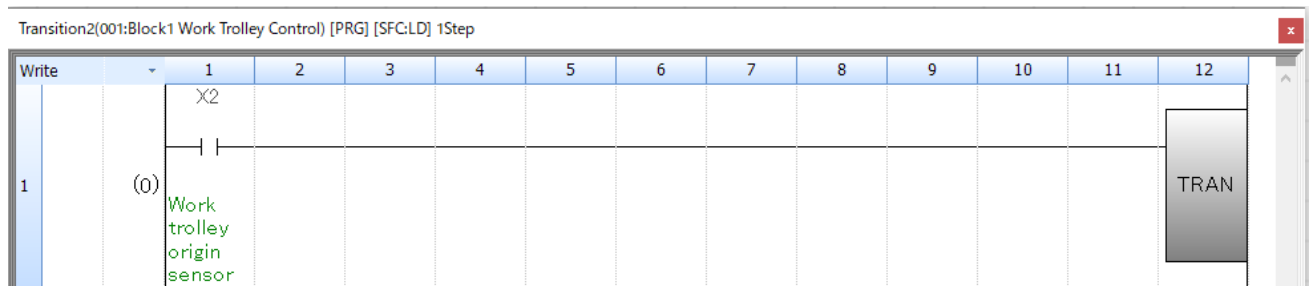 Transition2(001:Block1 Work Trolley Control) [PRG] [SFC:LD] 1Step
x
Write 1 2 3 4 5 6 7 8 9 10 11 12
X2
1 (0) TRAN
Work
trolley
origin
sensor